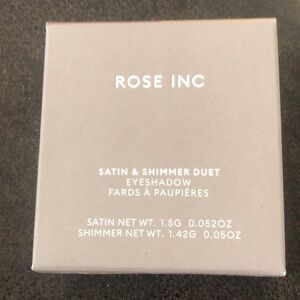 ROSE INC
SATIN & SHIMMER DUET
EYESHADOW
FARDS À PAUPIÈRES
SATIN NET WT. 1.5G 0.052OZ
SHIMMER NET WT. 1.42G 0.05OZ